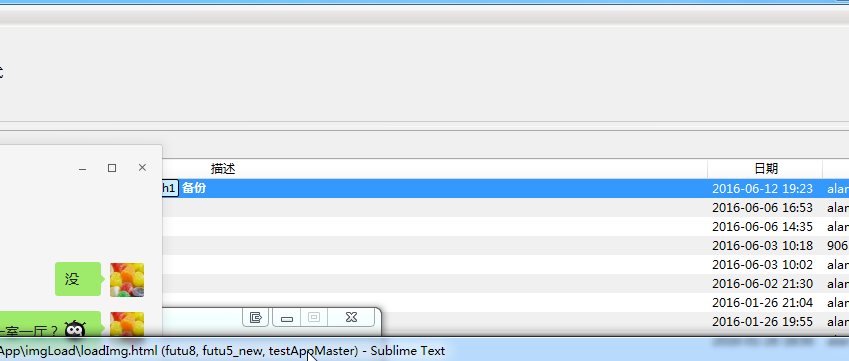 描述 日期
h1 备份 2016-06-12 19:23 alar
2016-06-06 16:53 alar
2016-06-06 14:35 alar
2016-06-03 10:18 906
2016-06-03 10:02 alar
没
2016-06-02 21:30 alar
2016-01-26 21:04 alar
一室一厅？ 2016-01-26 19:55 alar
App\imgLoad\loadImg.html (futu8, futu5_new, testAppMaster) - Sublime Text